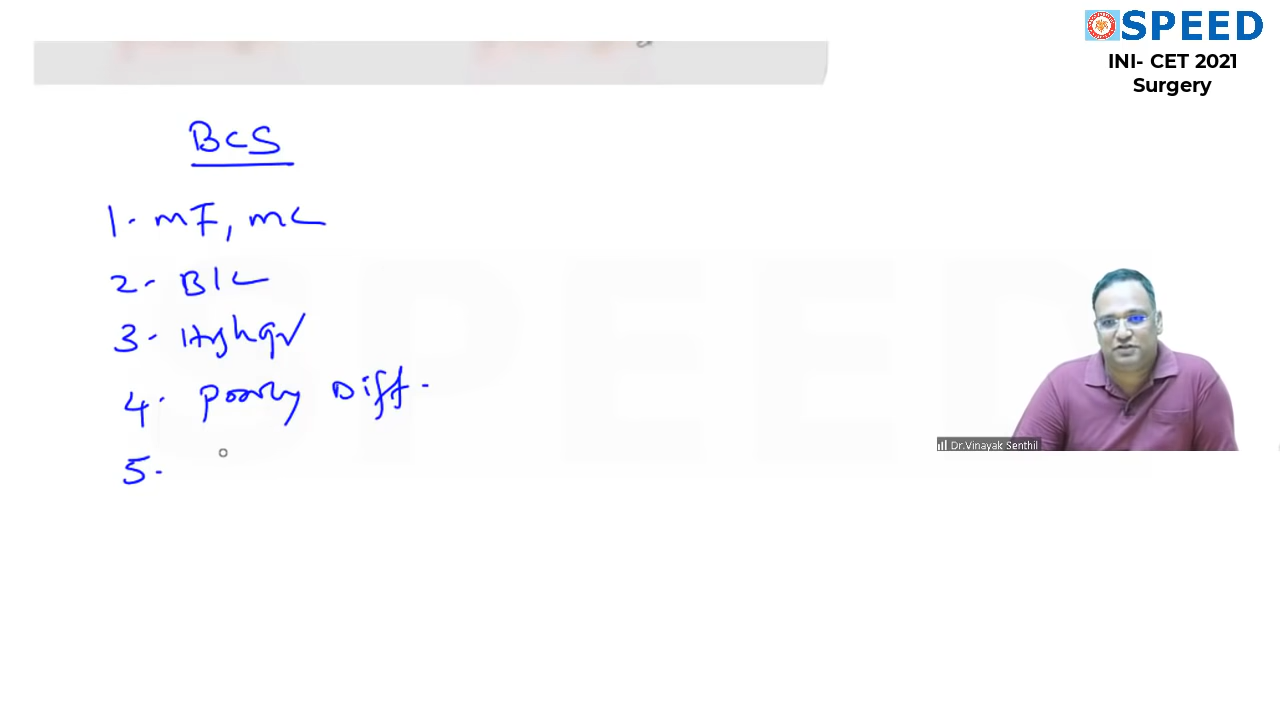 SPEED
INI- CET 2021
Surgery
BCS
1. MF, MC
2. B/L
3. High gr
4. Poorly Diff.
5.
Dr.Vinayak Senthil
SPEED